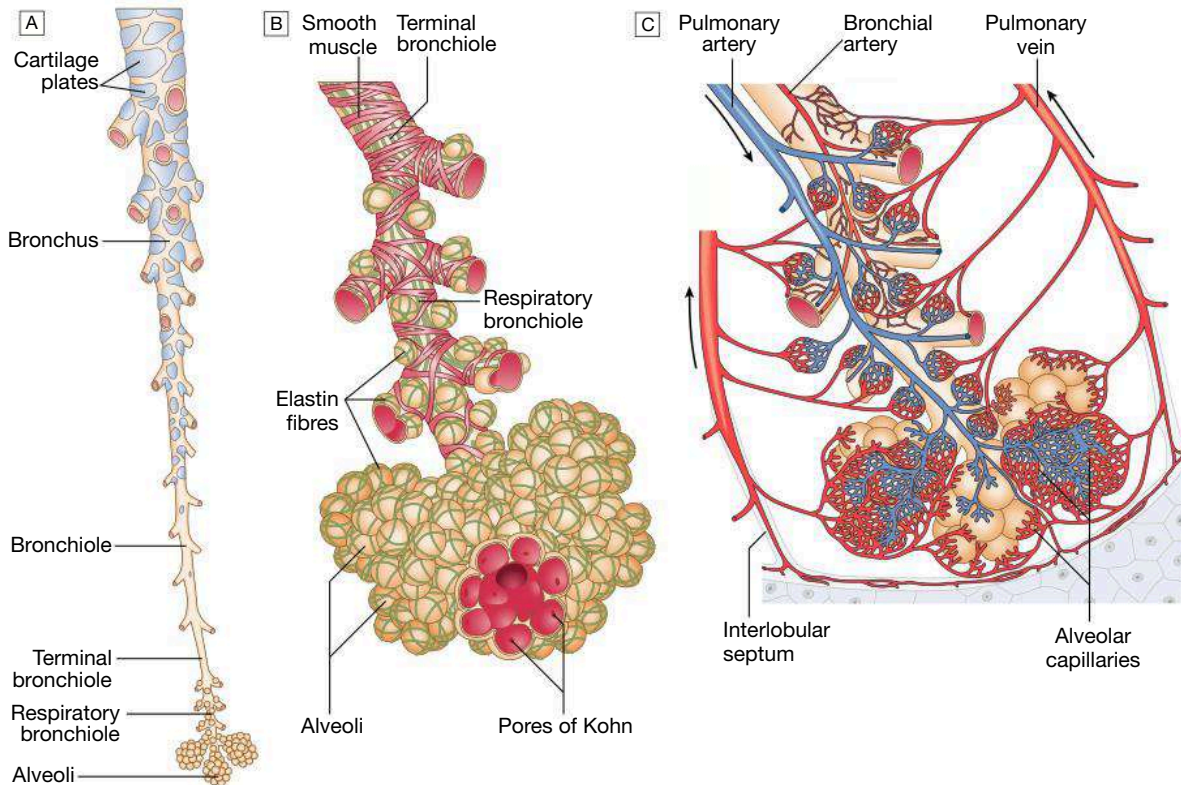 A
Cartilage
plates
Bronchus
Bronchiole
Terminal
bronchiole
Respiratory
bronchiole
Alveoli
B
Smooth
muscle
Terminal
bronchiole
Respiratory
bronchiole
Elastin
fibres
Alveoli
Pores of Kohn
C
Pulmonary
artery
Bronchial
artery
Pulmonary
vein
Interlobular
septum
Alveolar
capillaries